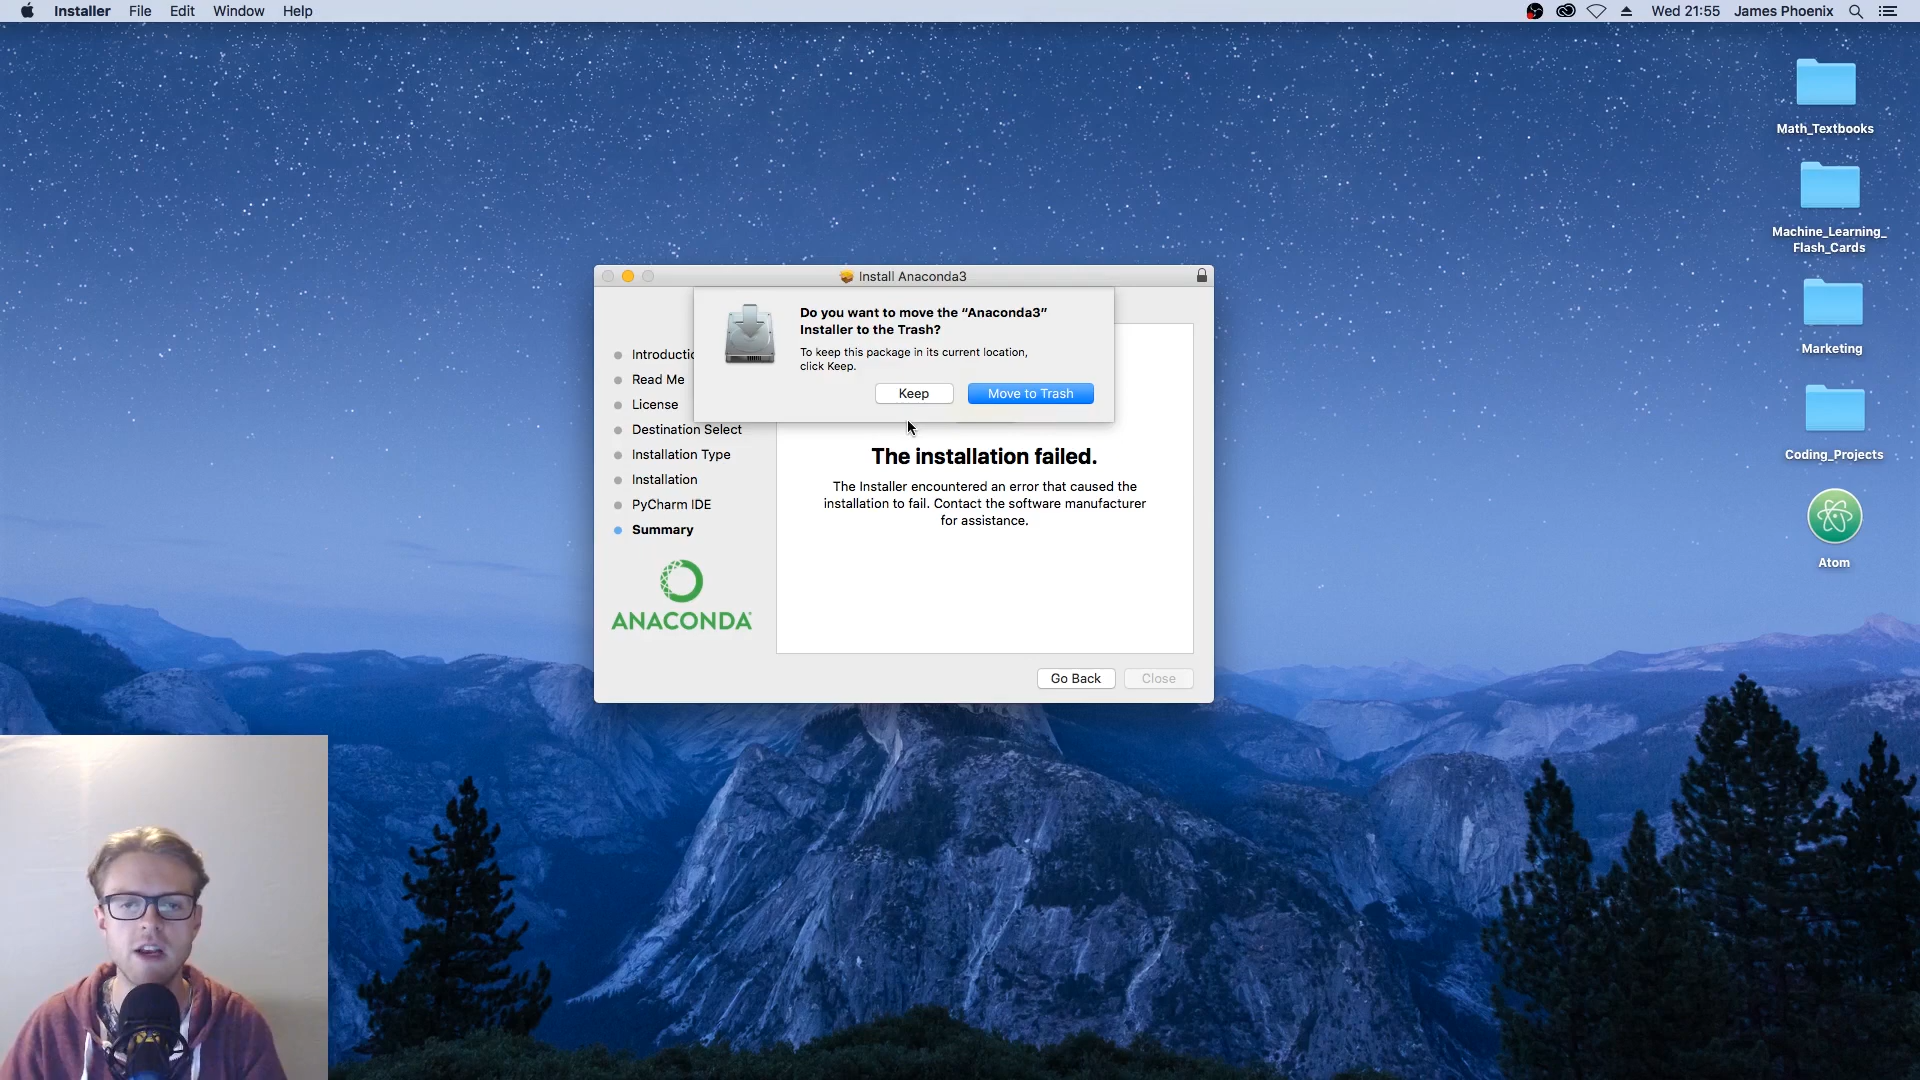 Installer File Edit Window Help Wed 21:55 James Phoenix
Math_Textbooks
Machine_Learning_
Flash_Cards
Marketing
Coding_Projects
Atom
Install Anaconda3
Do you want to move the “Anaconda3”
Installer to the Trash?
To keep this package in its current location,
click Keep.
Keep Move to Trash
Introductio
Read Me
License
Destination Select
Installation Type
Installation
PyCharm IDE
Summary
ANACONDA
The installation failed.
The Installer encountered an error that caused the
installation to fail. Contact the software manufacturer
for assistance.
Go Back Close